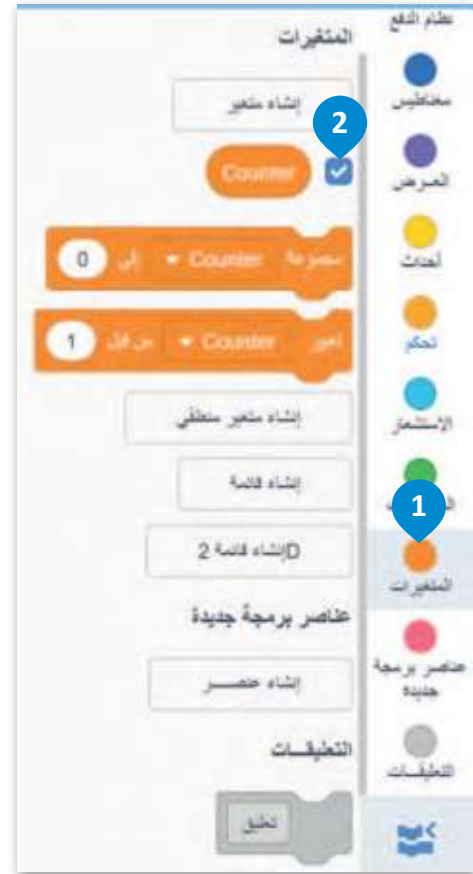 المتغيرات
إنشاء متغير
2
Counter
مجموعة Counter إلى 0
تغيير Counter من قبل 1
إنشاء متغير منطقي
إنشاء قائمة
إنشاء قائمة 2D
عناصر برمجة جديدة
إنشاء عنصر
التعليقات
تعليق
نظام الدفع
مغناطيس
العرض
أحداث
تحكم
الاستشعار
1
المتغيرات
عناصر برمجة
جديدة
التعليقات